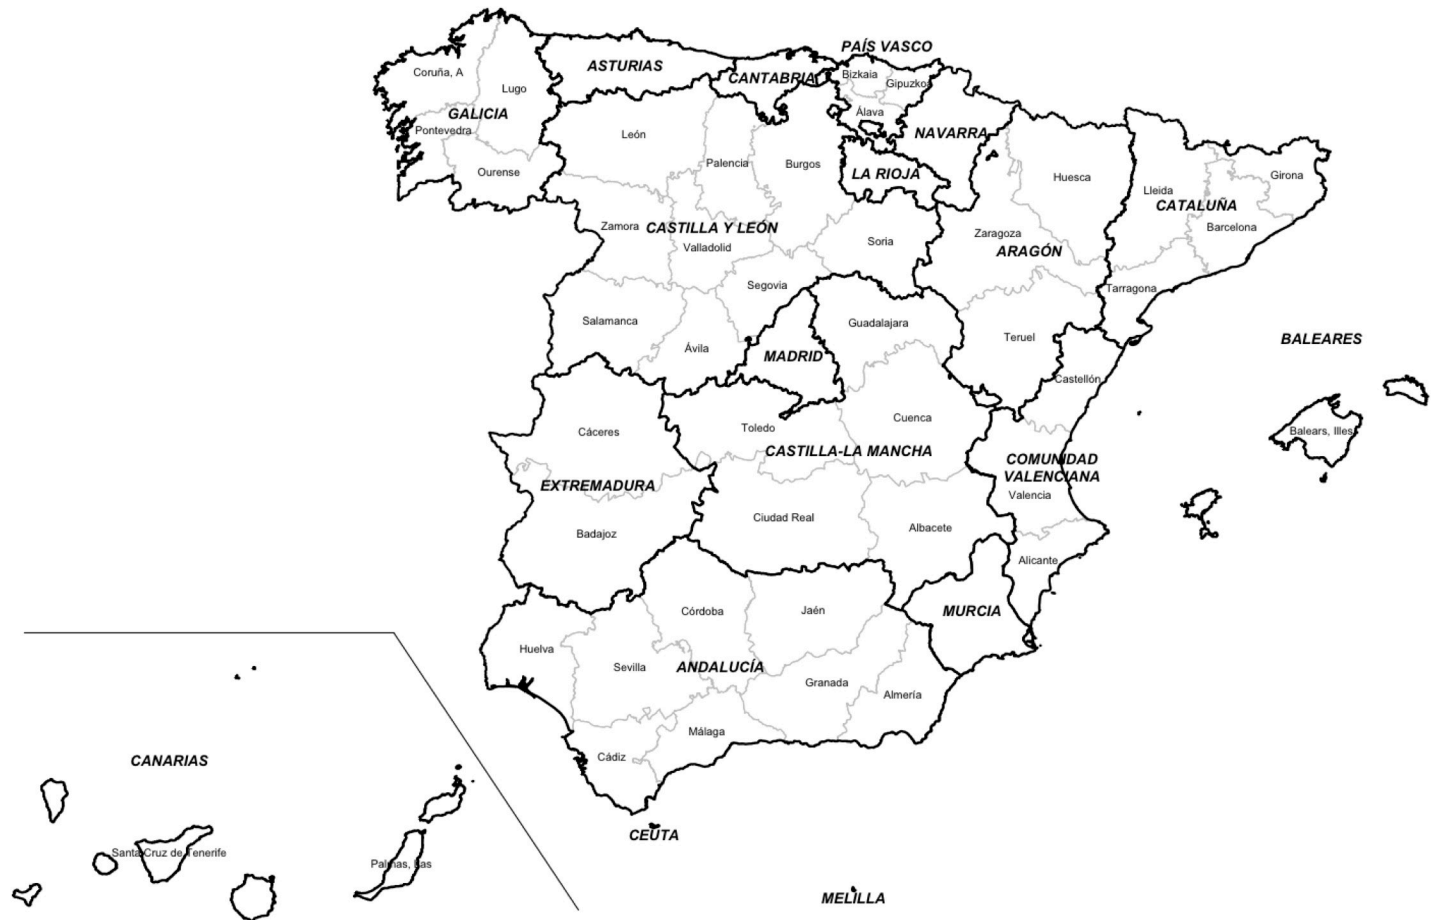 PAÍS VASCO
ASTURIAS
CANTABRIA
Bizkaia
Gipuzkoa
Coruña, A
Lugo
GALICIA
Álava
NAVARRA
Pontevedra
León
Palencia
Burgos
LA RIOJA
Ourense
Huesca
Girona
Lleida
CATALUÑA
Zamora
CASTILLA Y LEÓN
Valladolid
Soria
Zaragoza
ARAGÓN
Barcelona
Segovia
Tarragona
Salamanca
Guadalajara
Teruel
BALEARES
Ávila
MADRID
Castellón
Cáceres
Toledo
Cuenca
Balears, Illes
CASTILLA-LA MANCHA
COMUNIDAD
VALENCIANA
EXTREMADURA
Valencia
Badajoz
Ciudad Real
Albacete
Alicante
Córdoba
Jaén
MURCIA
Huelva
Sevilla
ANDALUCÍA
Granada
Almería
Málaga
Cádiz
CANARIAS
CEUTA
Santa Cruz de Tenerife
Palmas, Las
MELILLA